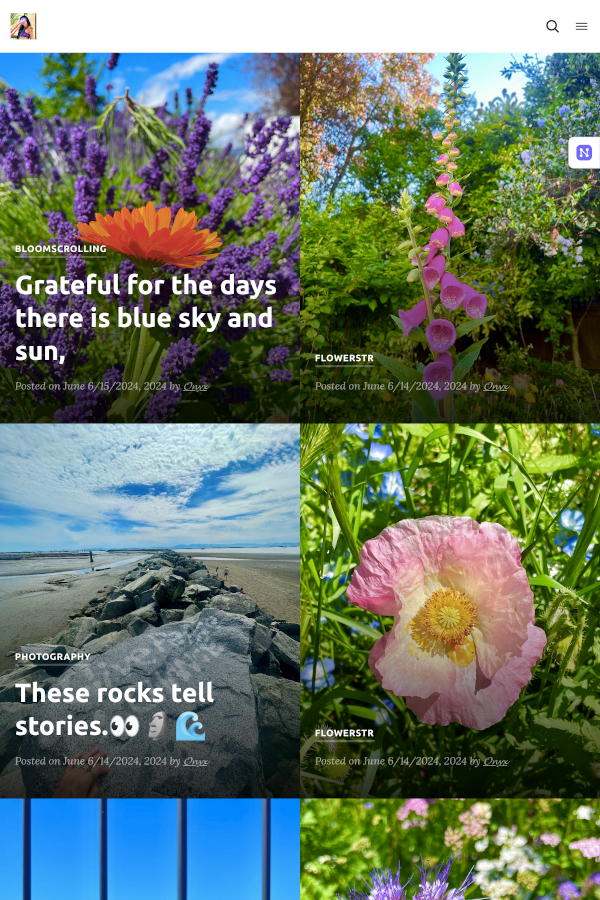 BLOOMSCROLLING
Grateful for the days
there is blue sky and
sun,
Posted on June 6/15/2024, 2024 by Onyx
FLOWERSTR
Posted on June 6/14/2024, 2024 by Onyx
PHOTOGRAPHY
These rocks tell
stories.👀🗿🌊
Posted on June 6/14/2024, 2024 by Onyx
FLOWERSTR
Posted on June 6/14/2024, 2024 by Onyx